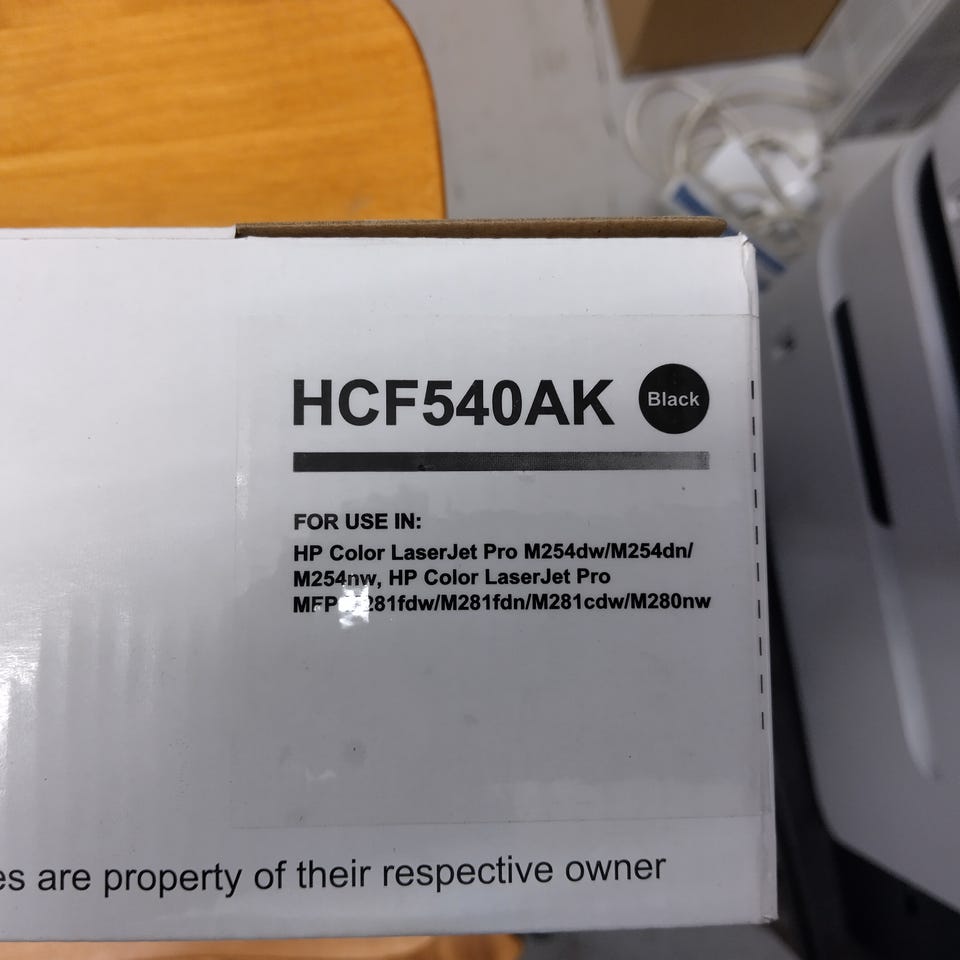 HCF540AK Black
FOR USE IN:
HP Color LaserJet Pro M254dw/M254dn/
M254nw, HP Color LaserJet Pro
MFP 281fdw/M281fdn/M281cdw/M280nw
es are property of their respective owner